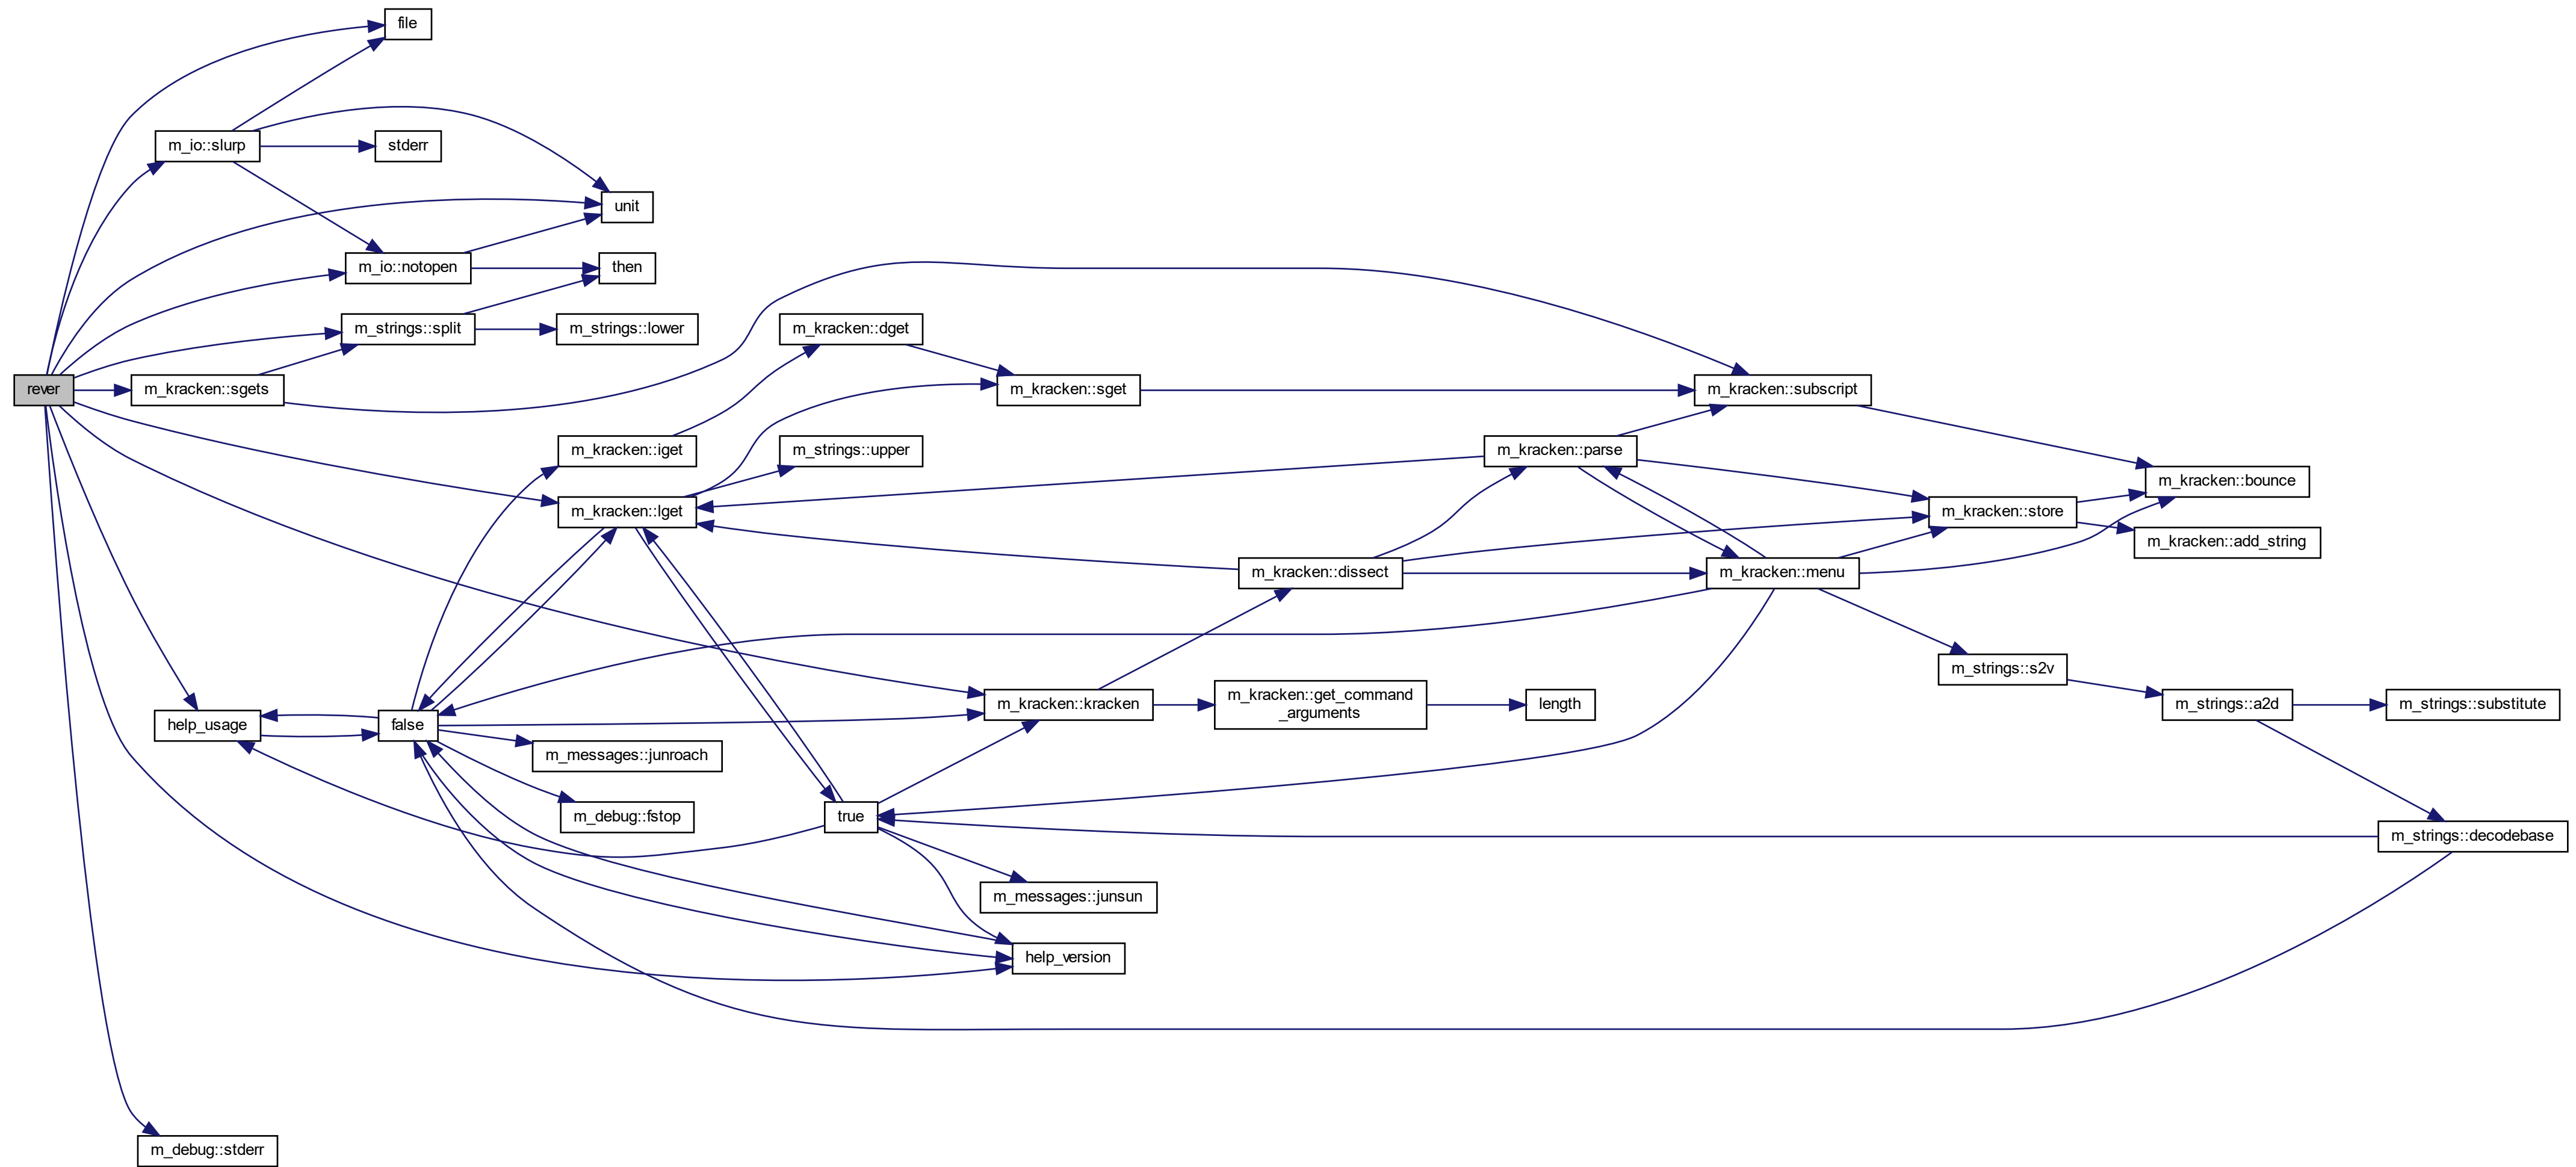 file
m_io::slurp
stderr
unit
m_io::notopen
then
m_strings::split
m_strings::lower
m_kracken::dget
rever
m_kracken::sgets
m_kracken::sget
m_kracken::subscript
m_kracken::iget
m_strings::upper
m_kracken::parse
m_kracken::bounce
m_kracken::lget
m_kracken::store
m_kracken::add_string
m_kracken::dissect
m_kracken::menu
m_strings::s2v
help_usage
false
m_kracken::kracken
m_kracken::get_command
_arguments
length
m_strings::a2d
m_strings::substitute
m_messages::junroach
m_debug::fstop
true
m_strings::decodebase
m_messages::junsun
help_version
m_debug::stderr